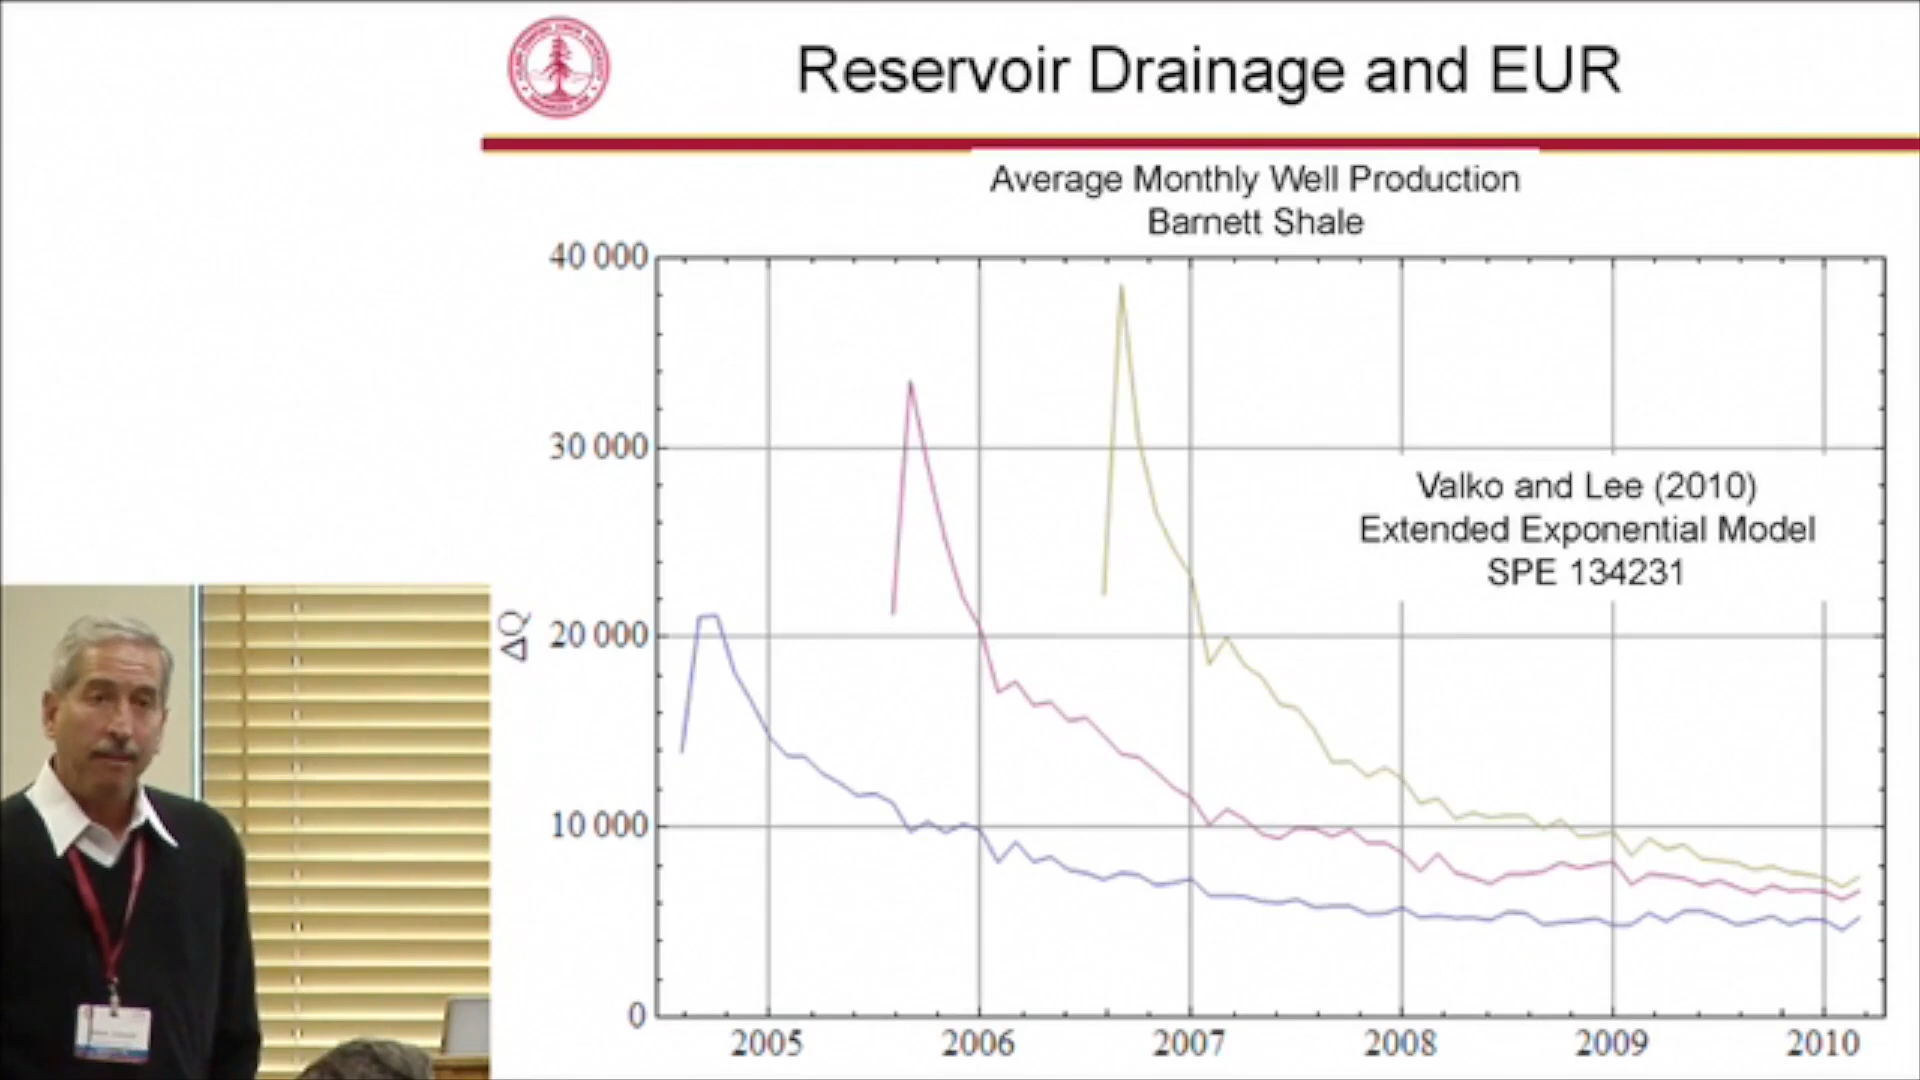 Reservoir Drainage and EUR
Average Monthly Well Production
Barnett Shale
40 000
30 000
Valko and Lee (2010)
Extended Exponential Model
SPE 134231
ΔQ
20 000
10 000
0
2005 2006 2007 2008 2009 2010